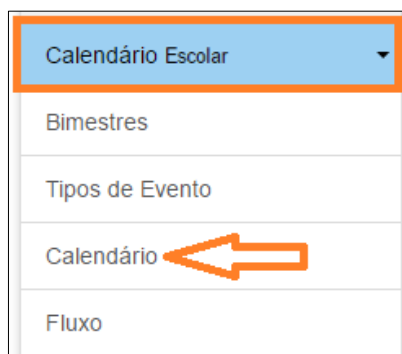 Calendário Escolar
Bimestres
Tipos de Evento
Calendário
Fluxo